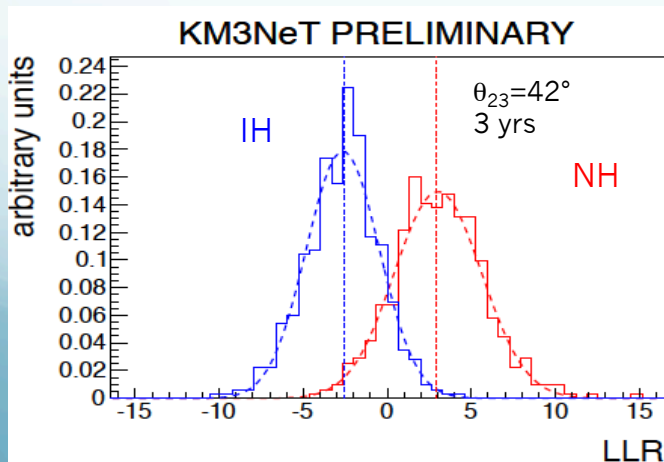 KM3NeT PRELIMINARY
arbitrary units
0.24
0.22
0.2
0.18
0.16
0.14
0.12
0.1
0.08
0.06
0.04
0.02
0
IH
θ23=42°
3 yrs
NH
-15 -10 -5 0 5 10 15
LLR